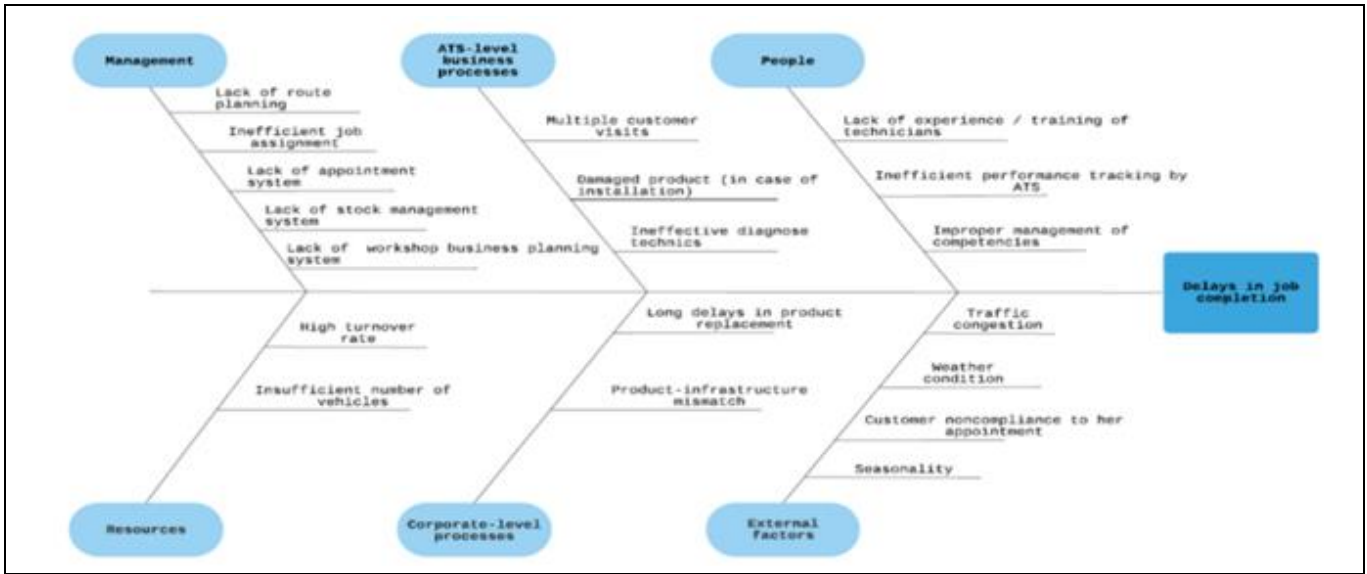 Management
ATS-level
business
processes
People
Lack of route
planning
Inefficient job
assignment
Lack of appointment
system
Lack of stock management
system
Lack of workshop business planning
system
Multiple customer
visits
Damaged product (in case of
installation)
Ineffective diagnose
technics
Lack of experience / training of
technicians
Inefficient performance tracking by
ATS
Improper management of
competencies
Delays in job
completion
High turnover
rate
Insufficient number of
vehicles
Long delays in product
replacement
Product-infrastructure
mismatch
Traffic
congestion
Weather
condition
Customer noncompliance to her
appointment
Seasonality
Resources
Corporate-level
processes
External
factors